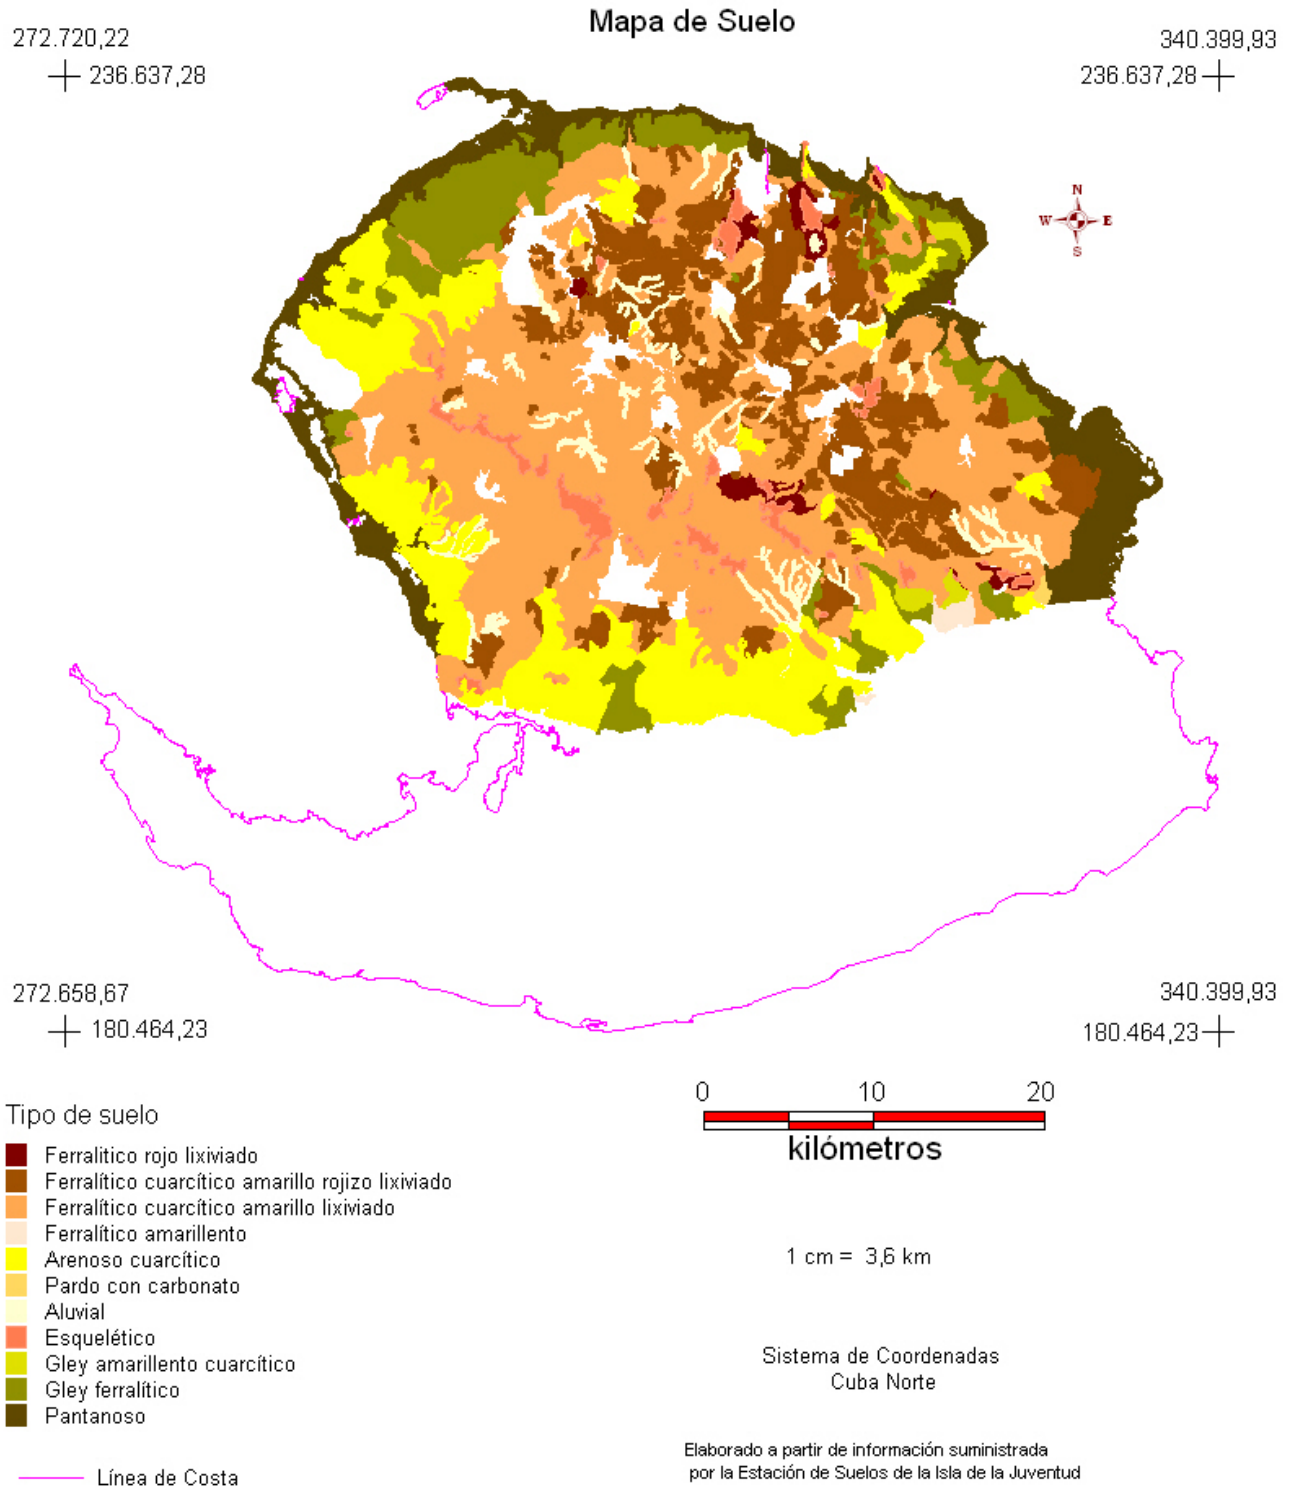 Mapa de Suelo
272.720,22
340.399,93
236.637,28
236.637,28
N
W E
S
272.658,67
340.399,93
180.464,23
180.464,23
0 10 20
kilómetros
Tipo de suelo
Ferralitico rojo lixiviado
Ferralítico cuarcítico amarillo rojizo lixiviado
Ferralítico cuarcítico amarillo lixiviado
Ferralítico amarillento
Arenoso cuarcítico
Pardo con carbonato
Aluvial
Esquelético
Gley amarillento cuarcítico
Gley ferralítico
Pantanoso
Línea de Costa
1 cm = 3,6 km
Sistema de Coordenadas
Cuba Norte
Elaborado a partir de información suministrada
por la Estación de Suelos de la Isla de la Juventud